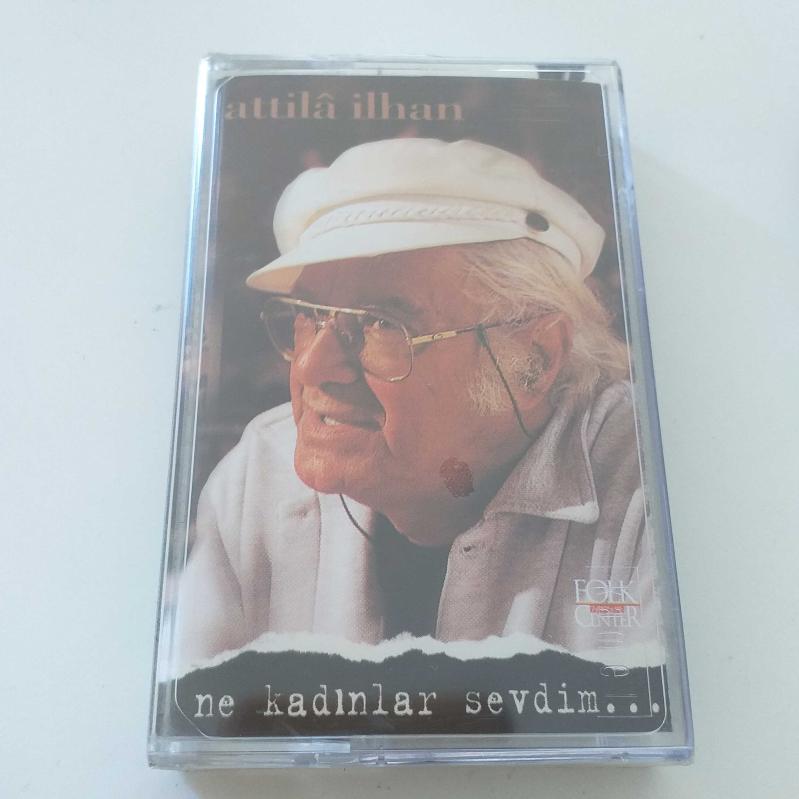 attilâ ilhan
FOLK
CENTER
ne kadınlar sevdim...